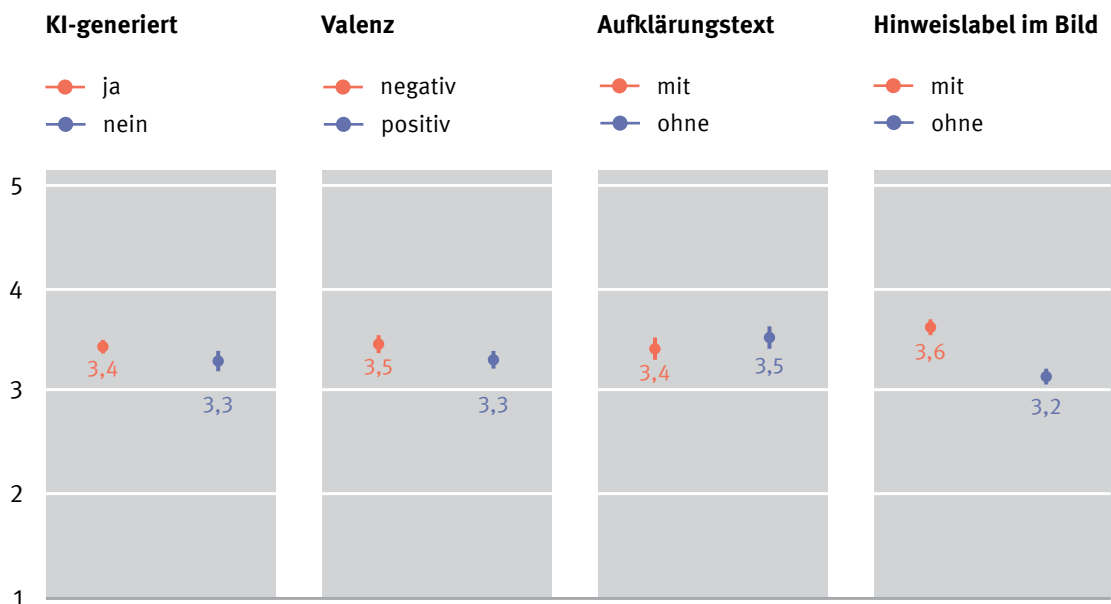 KI-generiert
ja
nein
Valenz
negativ
positiv
Aufklärungstext
mit
ohne
Hinweislabel im Bild
mit
ohne
5
4
3
2
1
3,4
3,3
3,5
3,3
3,4
3,5
3,6
3,2